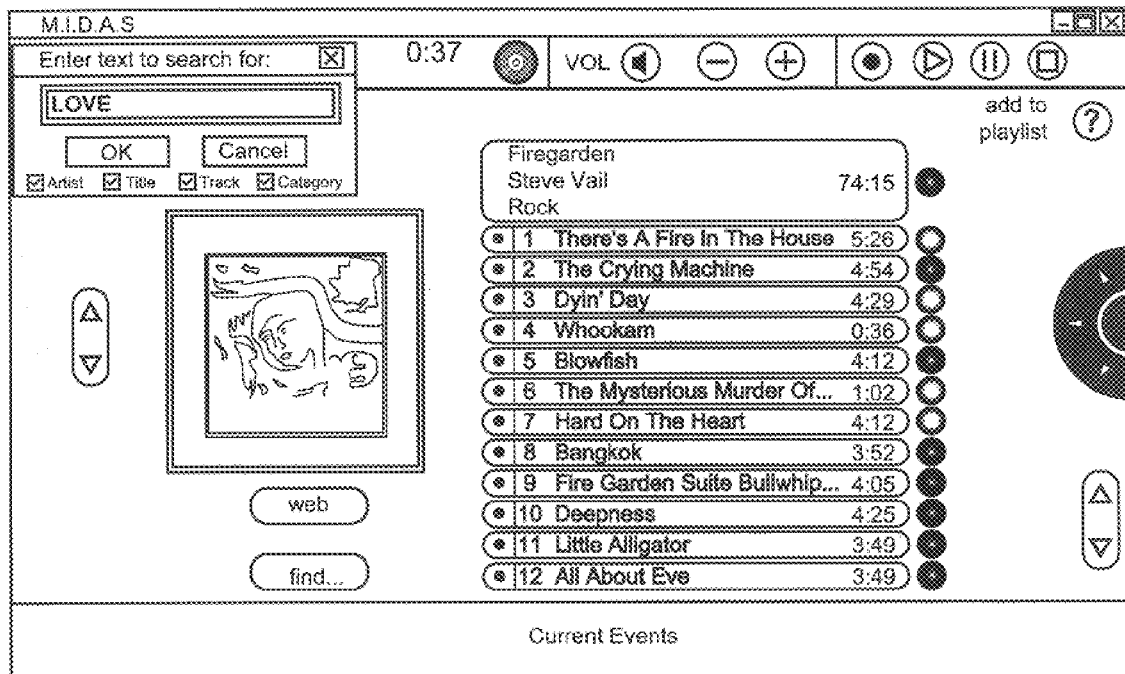 M.I.D.A.S
Enter text to search for:
LOVE
OK Cancel
Artist Title Track Category
0:37
VOL
add to
playlist
?
Firegarden
Steve Vail 74:15
Rock
1 There's A Fire In The House 5:26
2 The Crying Machine 4:54
3 Dyin' Day 4:29
4 Whookam 0:36
5 Blowfish 4:12
6 The Mysterious Murder Of... 1:02
7 Hard On The Heart 4:12
8 Bangkok 3:52
9 Fire Garden Suite Bullwhip... 4:05
10 Deepness 4:25
11 Little Alligator 3:49
12 All About Eve 3:49
web
find...
Current Events